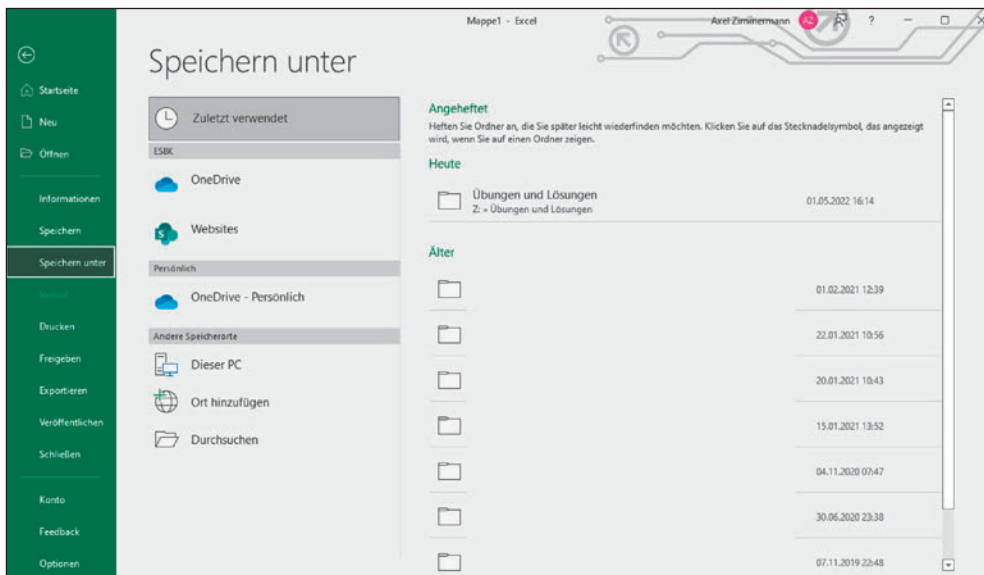 Mappe1 - Excel
Axel Ziminermann
AZ
?
Speichern unter
Startseite
Neu
Öffnen
Informationen
Speichern
Speichern unter
Verlauf
Drucken
Freigeben
Exportieren
Veröffentlichen
Schließen
Konto
Feedback
Optionen
Zuletzt verwendet
ESBK
OneDrive
Websites
Persönlich
OneDrive - Persönlich
Andere Speicherorte
Dieser PC
Ort hinzufügen
Durchsuchen
Angeheftet
Heften Sie Ordner an, die Sie später leicht wiederfinden möchten. Klicken Sie auf das Stecknadelsymbol, das angezeigt
wird, wenn Sie auf einen Ordner zeigen.
Heute
Übungen und Lösungen
Z: » Übungen und Lösungen
01.05.2022 16:14
Älter
01.02.2021 12:39
22.01.2021 10:56
20.01.2021 10:43
15.01.2021 13:52
04.11.2020 07:47
30.06.2020 23:38
07.11.2019 22:48